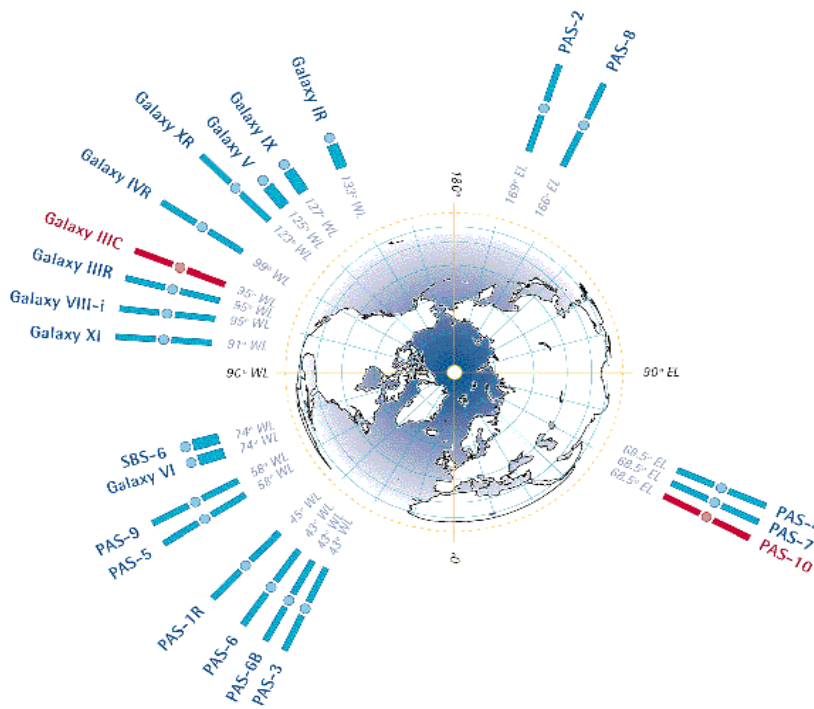 PAS-2
PAS-8
Galaxy IR
Galaxy IX
Galaxy V
Galaxy XR
Galaxy IVR
Galaxy IIIC
Galaxy IIIR
Galaxy VIII-i
Galaxy XI
169° EL
166° EL
180°
133° WL
127° WL
125° WL
123° WL
99° WL
95° WL
95° WL
95° WL
91° WL
90° WL
90° EL
74° WL
74° WL
SBS-6
Galaxy VI
58° WL
58° WL
PAS-9
PAS-5
45° WL
43° WL
43° WL
43° WL
PAS-1R
PAS-6
PAS-6B
PAS-3
0°
68.5° EL
68.5° EL
68.5° EL
PAS-7
PAS-10